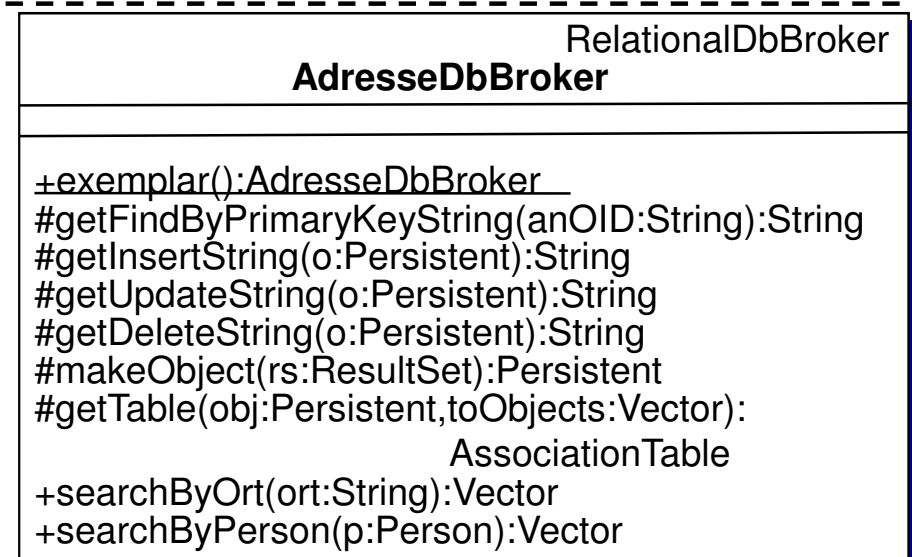 RelationalDbBroker
AdresseDbBroker
+exemplar():AdresseDbBroker
#getFindByPrimaryKeyString(anOID:String):String
#getInsertString(o:Persistent):String
#getUpdateString(o:Persistent):String
#getDeleteString(o:Persistent):String
#makeObject(rs:ResultSet):Persistent
#getTable(obj:Persistent,toObjects:Vector):
AssociationTable
+searchByOrt(ort:String):Vector
+searchByPerson(p:Person):Vector